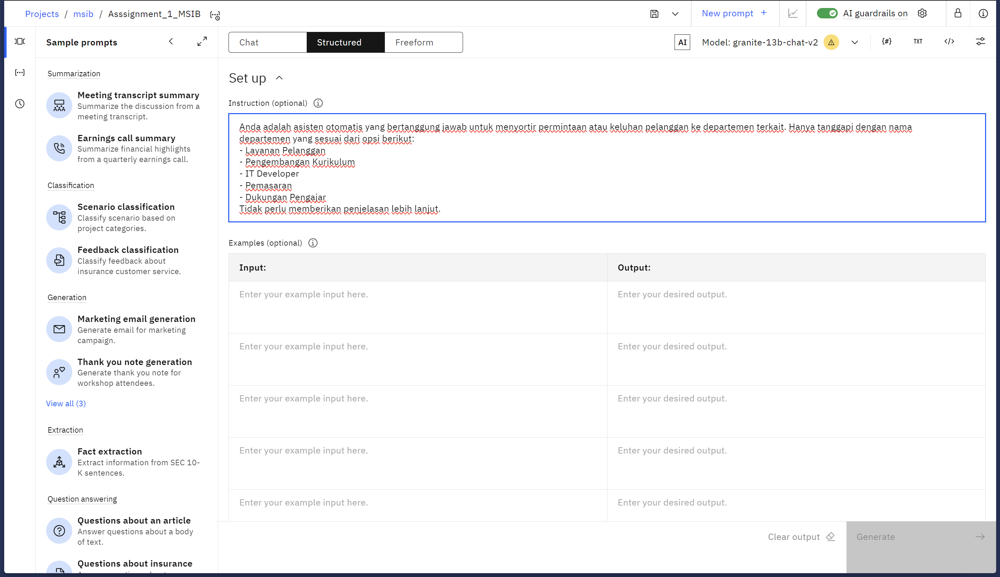 Projects / msib / Asssignment_1_MSIB
New prompt +
AI guardrails on
Sample prompts
Chat
Structured
Freeform
AI
Model: granite-13b-chat-v2
{#}
TXT
</>
Summarization
Meeting transcript summary
Summarize the discussion from a
meeting transcript.
Earnings call summary
Summarize financial highlights
from a quarterly earnings call.
Classification
Scenario classification
Classify scenario based on
project categories.
Feedback classification
Classify feedback about
insurance customer service.
Generation
Marketing email generation
Generate email for marketing
campaign.
Thank you note generation
Generate thank you note for
workshop attendees.
View all (3)
Extraction
Fact extraction
Extract information from SEC 10-
K sentences.
Question answering
Questions about an article
Answer questions about a body
of text.
Questions about insurance
Set up
Instruction (optional)
Anda adalah asisten otomatis yang bertanggung jawab untuk menyortir permintaan atau keluhan pelanggan ke departemen terkait. Hanya tanggapi dengan nama
departemen yang sesuai dari opsi berikut:
- Layanan Pelanggan
- Pengembangan Kurikulum
- IT Developer
- Pemasaran
- Dukungan Pengajar
Tidak perlu memberikan penjelasan lebih lanjut.
Examples (optional)
Input:
Output:
Enter your example input here.
Enter your desired output.
Enter your example input here.
Enter your desired output.
Enter your example input here.
Enter your desired output.
Enter your example input here.
Enter your desired output.
Enter your example input here.
Enter your desired output.
Clear output
Generate